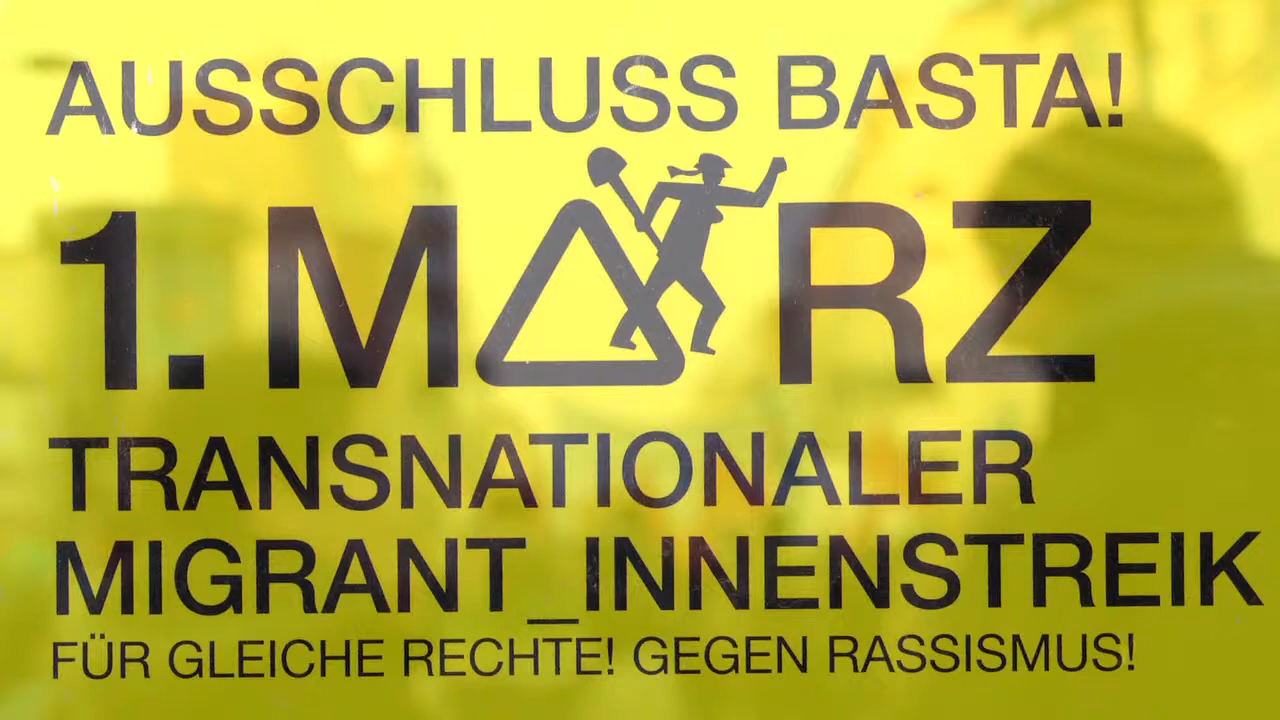 AUSSCHLUSS BASTA!
1. MÄRZ
TRANSNATIONALER
MIGRANT_INNENSTREIK
FÜR GLEICHE RECHTE! GEGEN RASSISMUS!